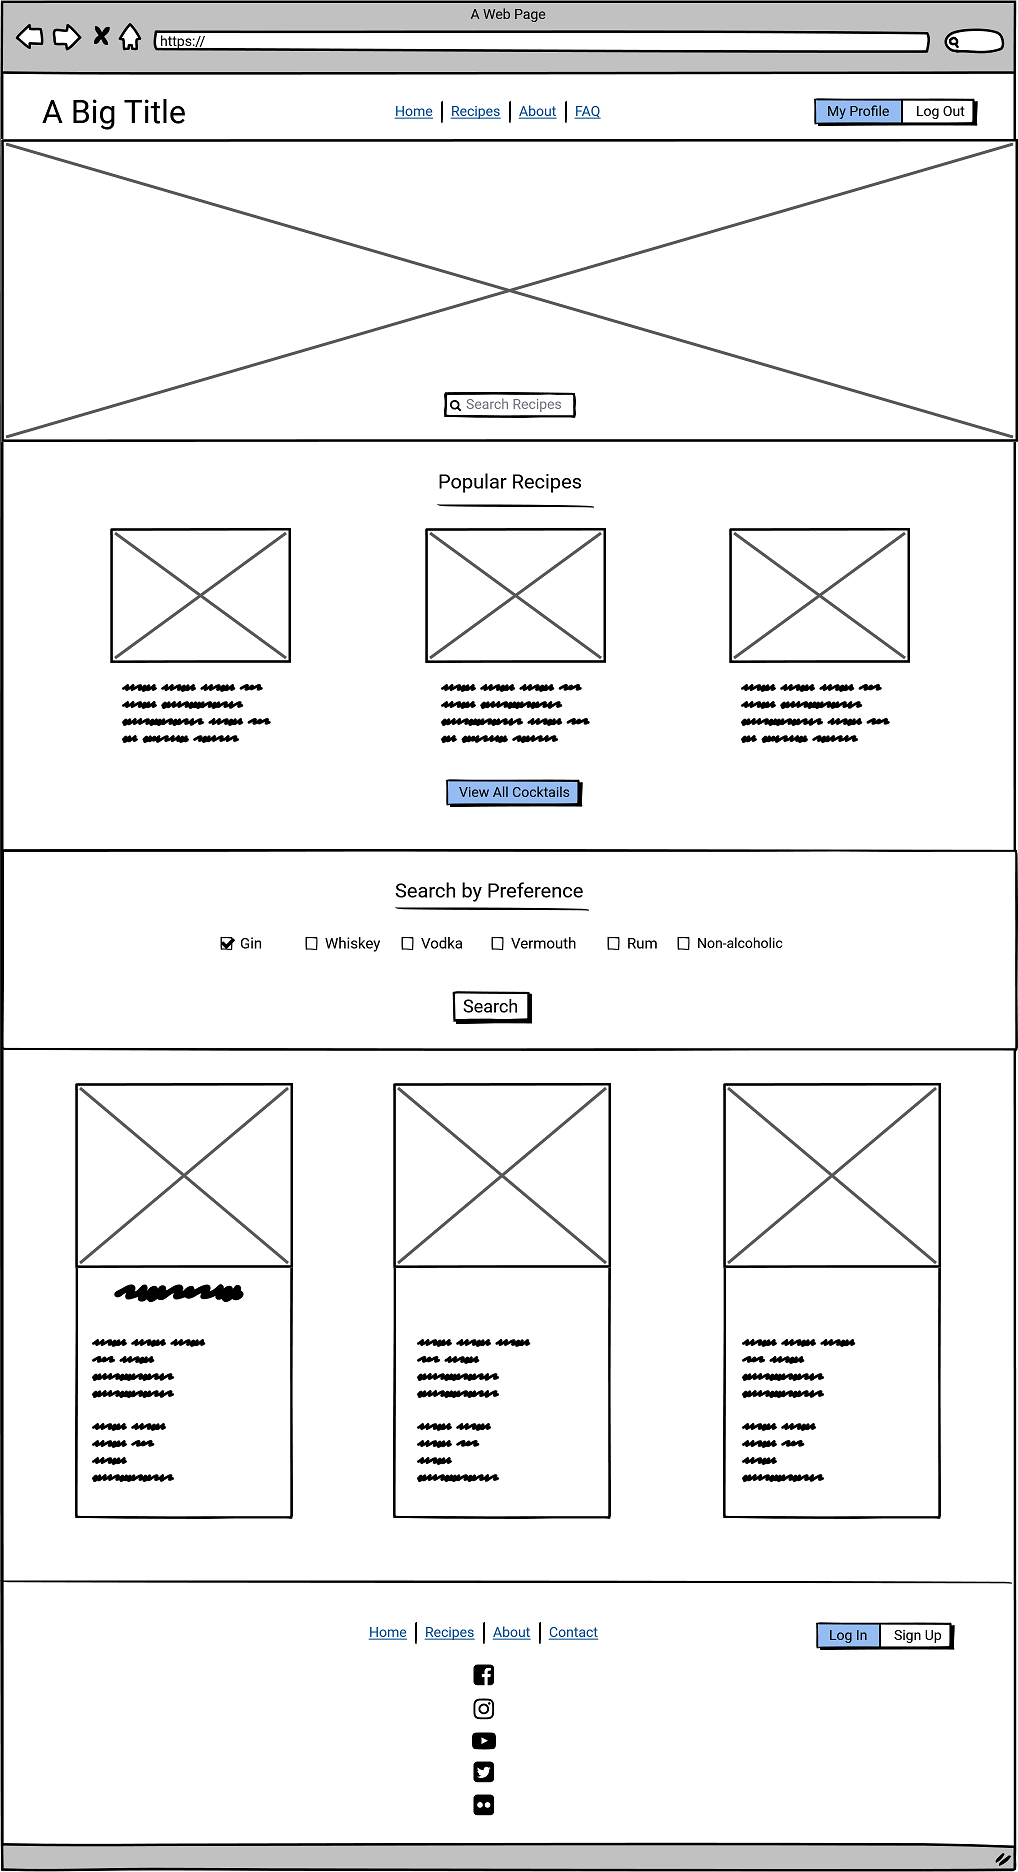 A Web Page
https://
A Big Title
Home | Recipes | About | FAQ
My Profile Log Out
Search Recipes
Popular Recipes
View All Cocktails
Search by Preference
Gin Whiskey Vodka Vermouth Rum Non-alcoholic
Search
Home | Recipes | About | Contact
Log In Sign Up